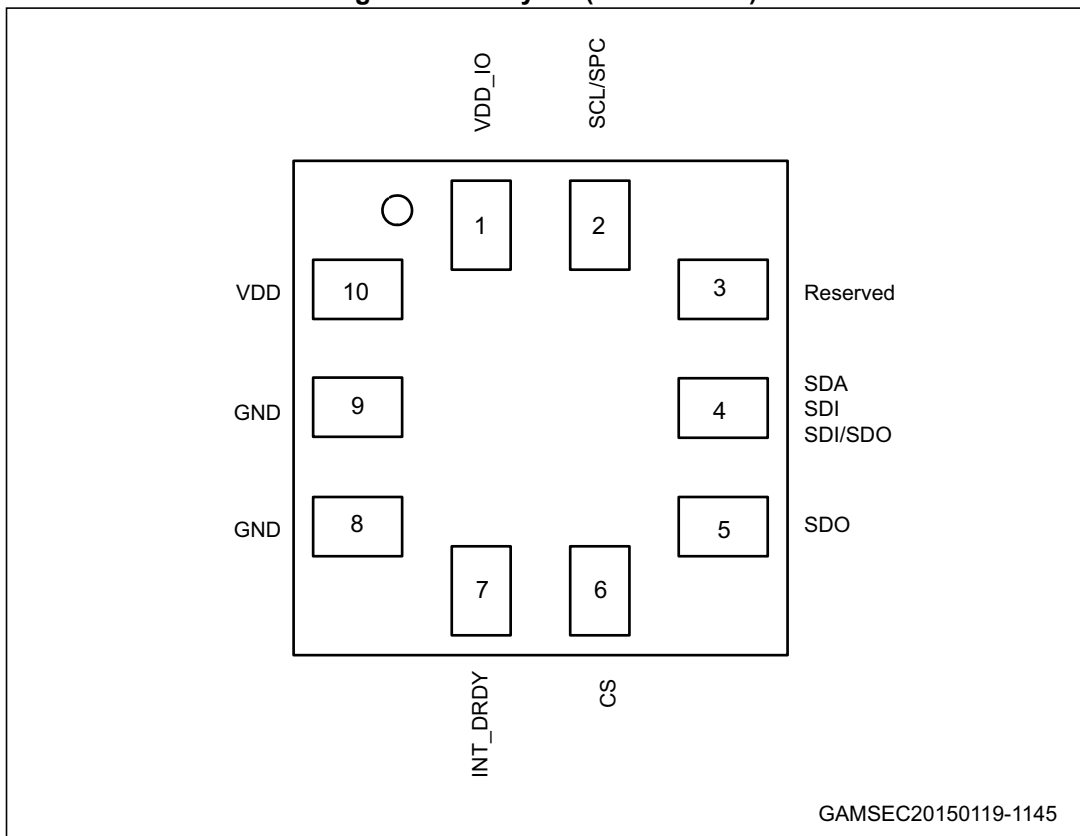 VDD_IO
SCL/SPC
1
2
VDD
10
3
Reserved
GND
9
4
SDA
SDI
SDI/SDO
GND
8
5
SDO
7
6
INT_DRDY
CS
GAMSEC20150119-1145